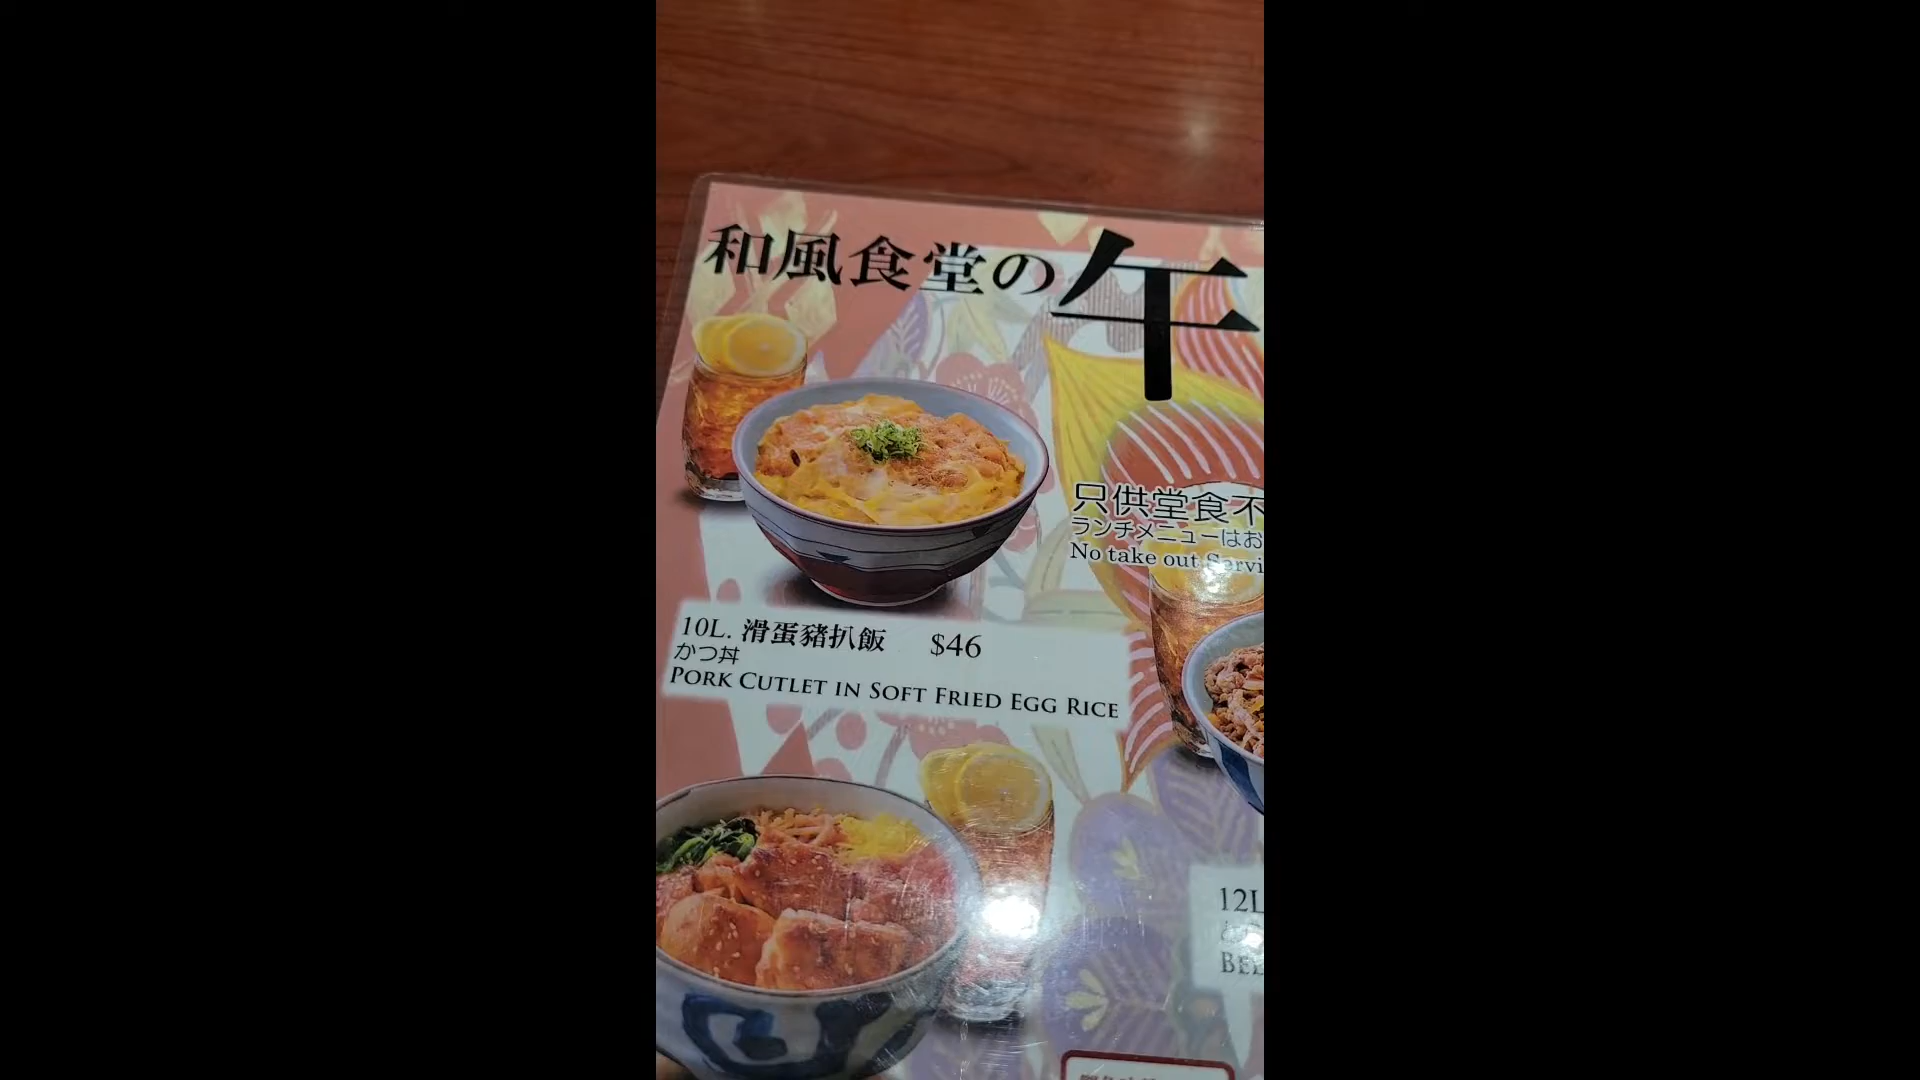 和風食堂の午
只供堂食不
ランチメニューはお
No take out Servi
10L. 滑蛋豬扒飯 $46
かつ丼
PORK CUTLET IN SOFT FRIED EGG RICE
12L